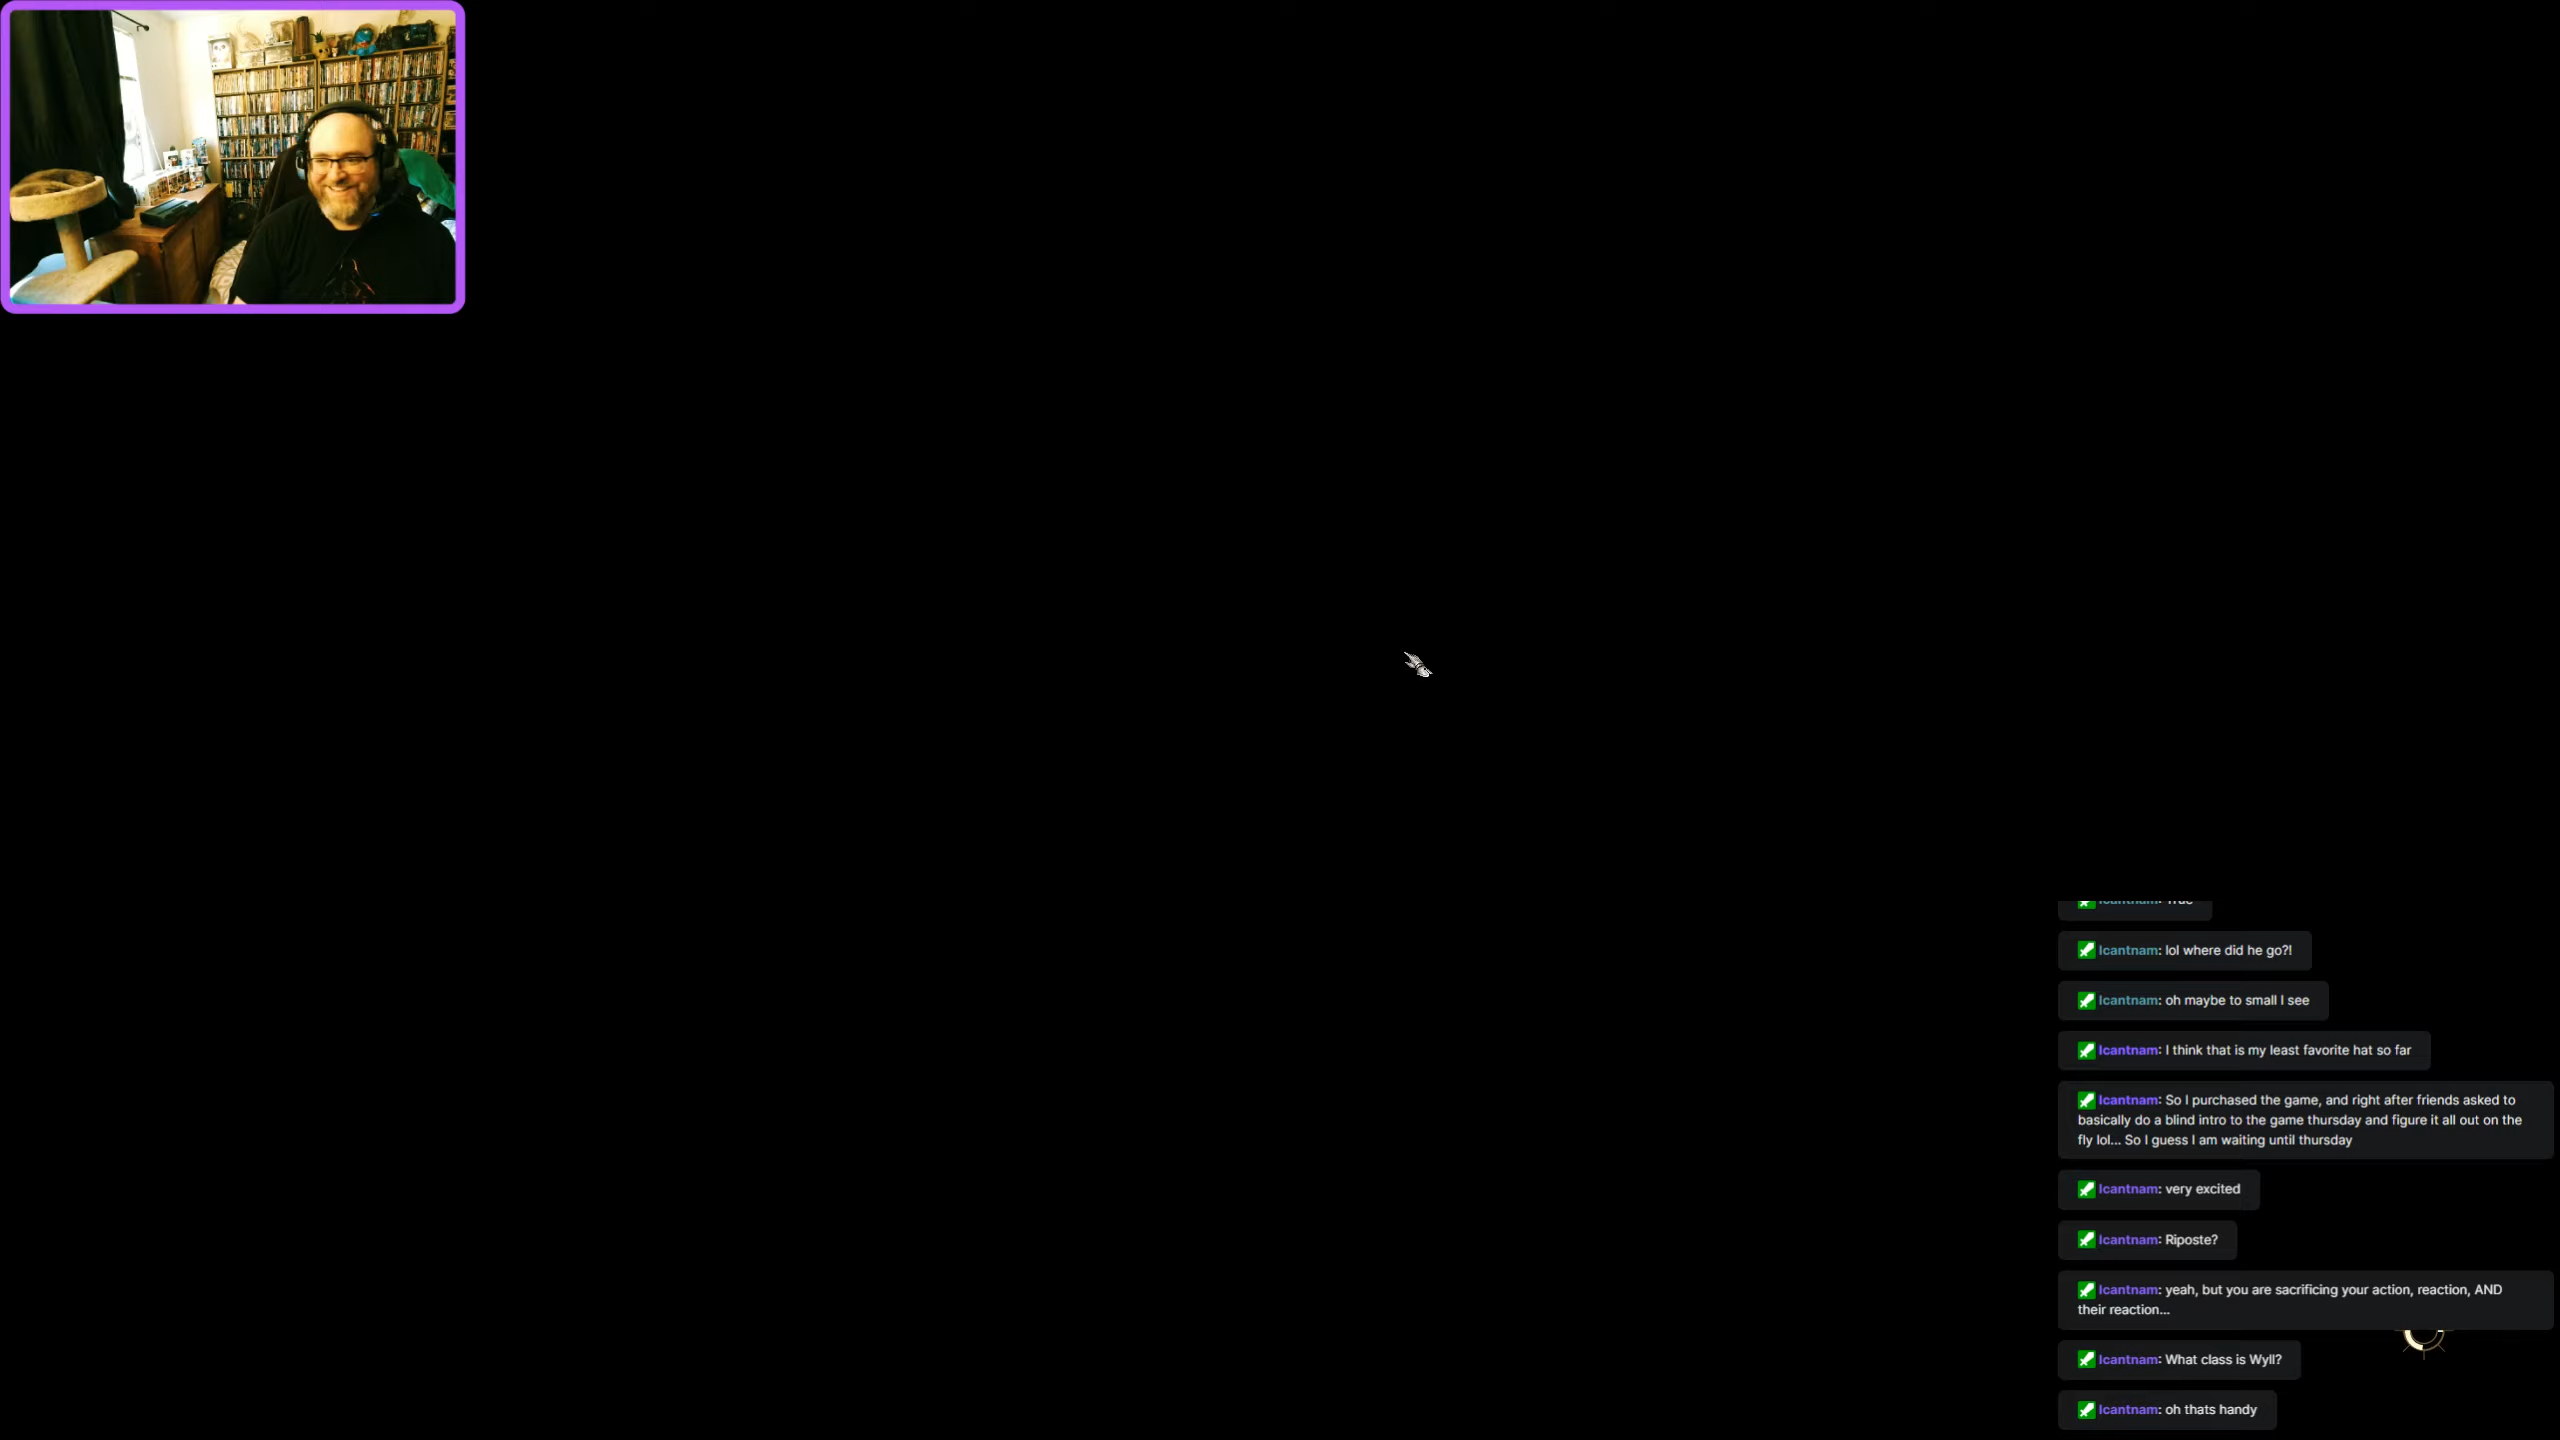 Icantnam: True
Icantnam: lol where did he go?!
Icantnam: oh maybe to small I see
Icantnam: I think that is my least favorite hat so far
Icantnam: So I purchased the game, and right after friends asked to
basically do a blind intro to the game thursday and figure it all out on the
fly lol... So I guess I am waiting until thursday
Icantnam: very excited
Icantnam: Riposte?
Icantnam: yeah, but you are sacrificing your action, reaction, AND
their reaction...
Icantnam: What class is Wyll?
Icantnam: oh thats handy